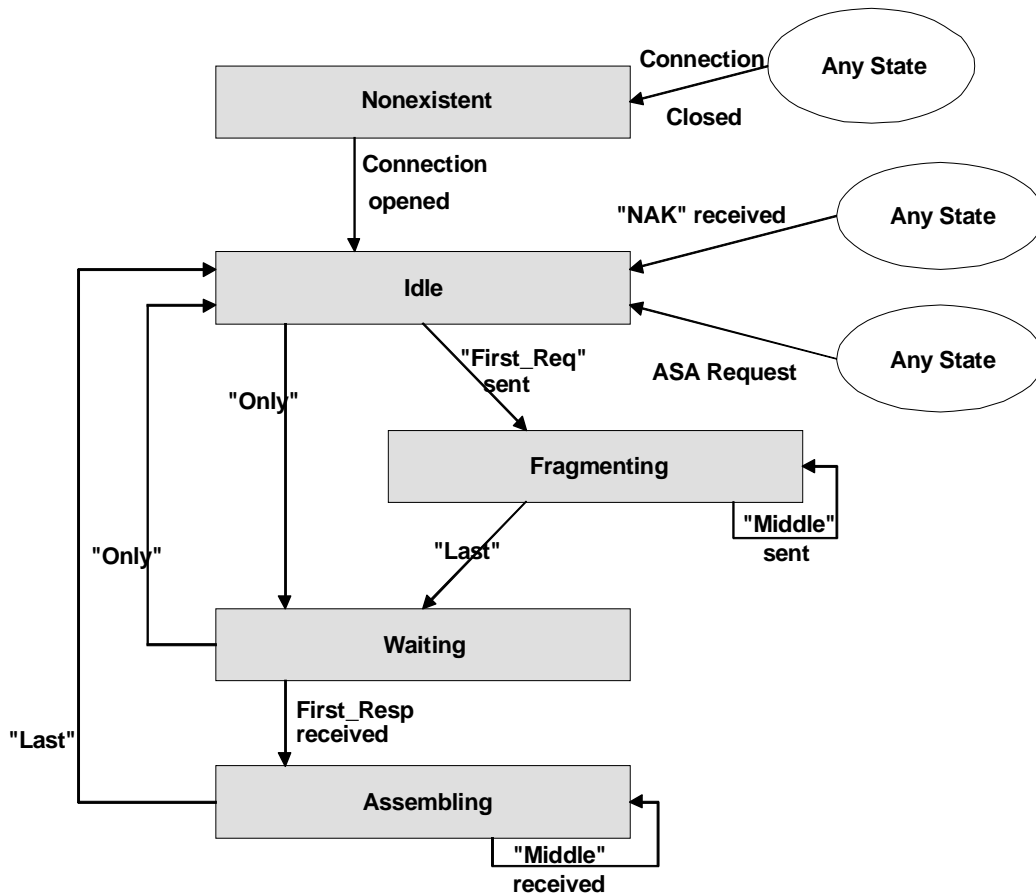 Connection
Any State
Nonexistent
Closed
Connection
opened
"NAK" received
Any State
Idle
"First_Req"
sent
ASA Request
Any State
"Only"
Fragmenting
"Middle"
sent
"Only"
"Last"
Waiting
First_Resp
received
"Last"
Assembling
"Middle"
received